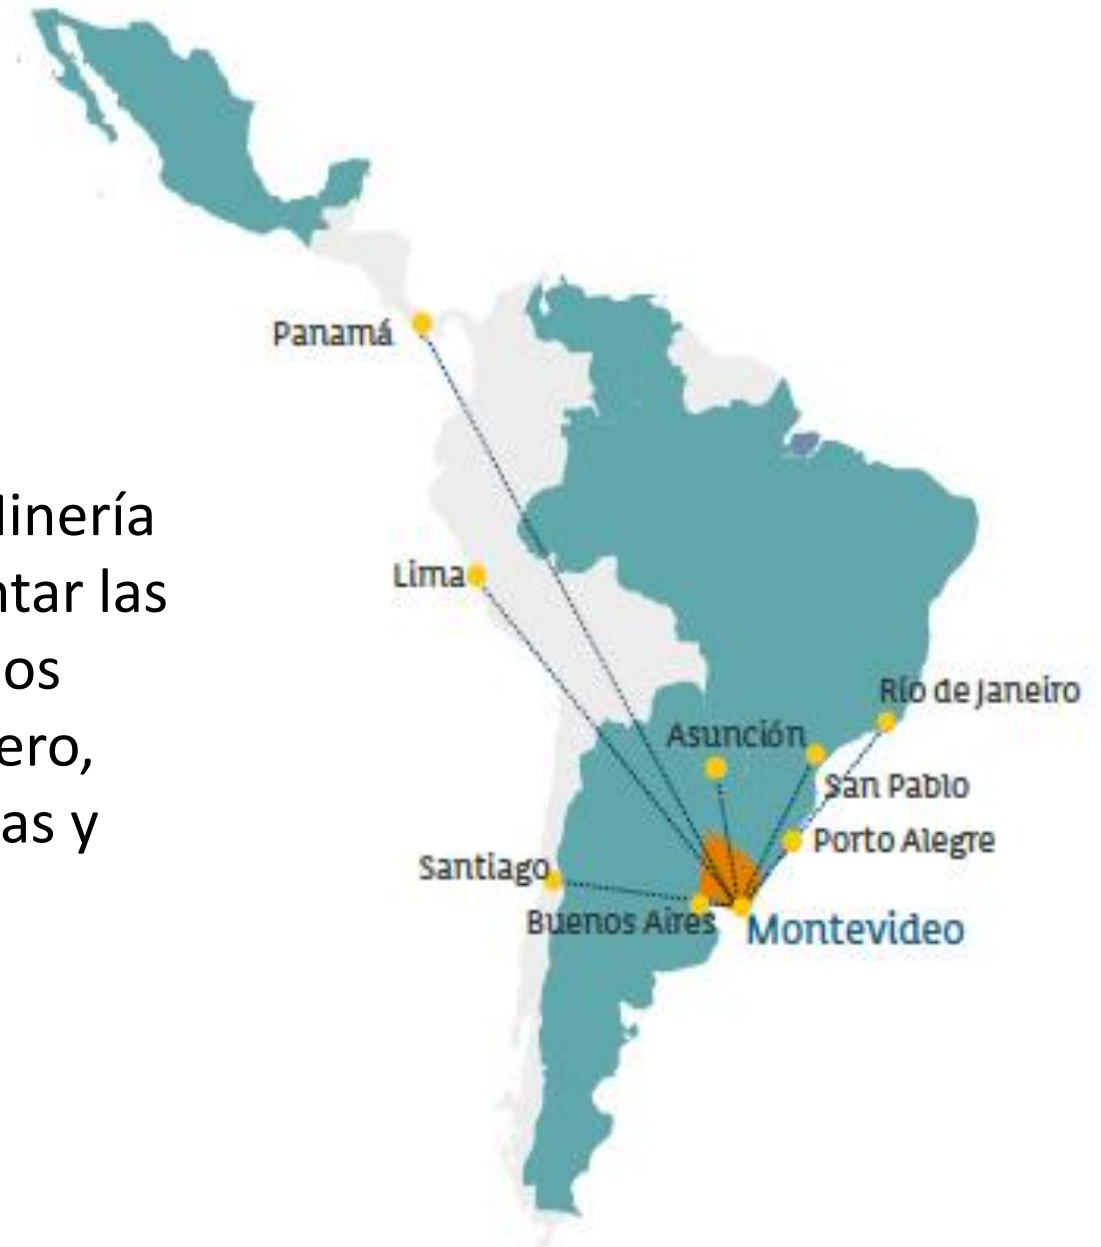 Panamá
linería
ntar las
os
ero,
as y
Lima
Río de Janeiro
Asunción
San Pablo
Porto Alegre
Santiago
Buenos Aires
Montevideo